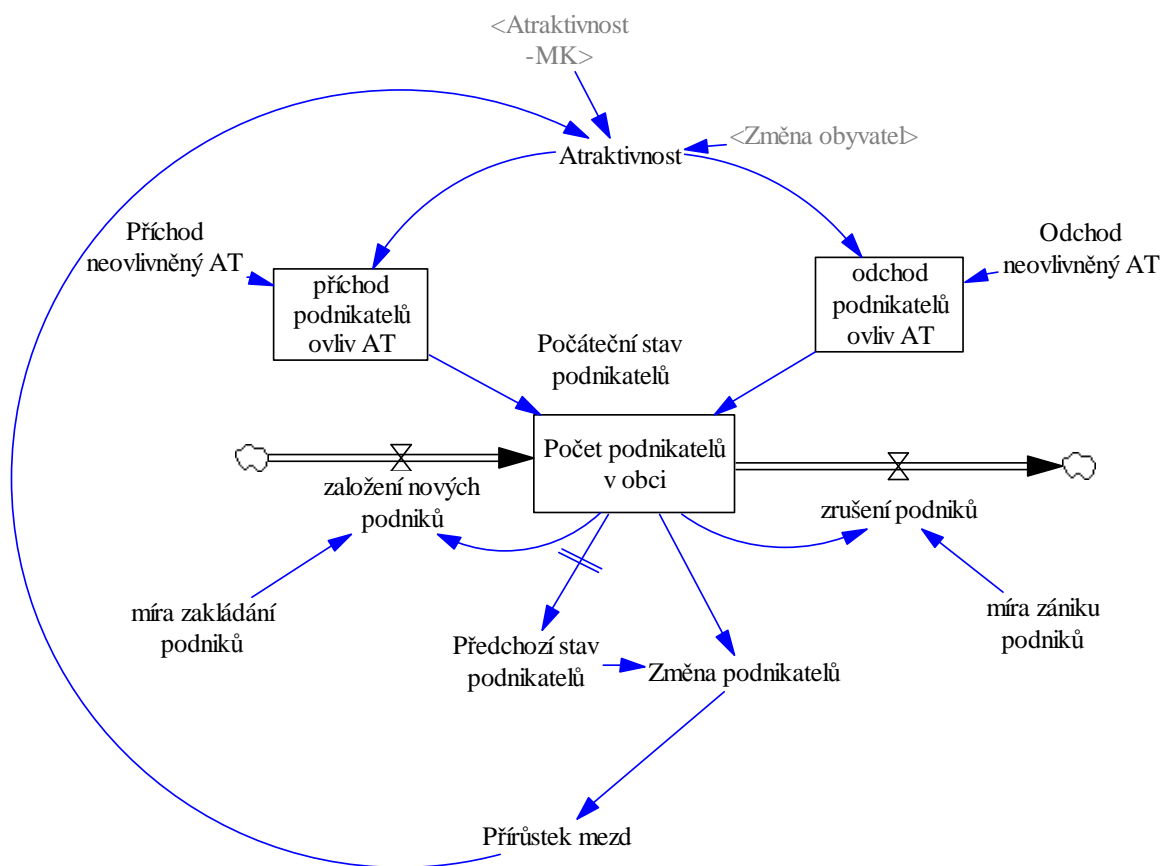 <Atraktivnost
-MK>
<Změna obyvatel>
Atraktivnost
Příchod
neovlivněný AT
Odchod
neovlivněný AT
příchod
podnikatelů
ovliv AT
odchod
podnikatelů
ovliv AT
Počáteční stav
podnikatelů
Počet podnikatelů
v obci
založení nových
podniků
zrušení podniků
míra zakládání
podniků
míra zániku
podniků
Předchozí stav
podnikatelů
Změna podnikatelů
Přírůstek mezd